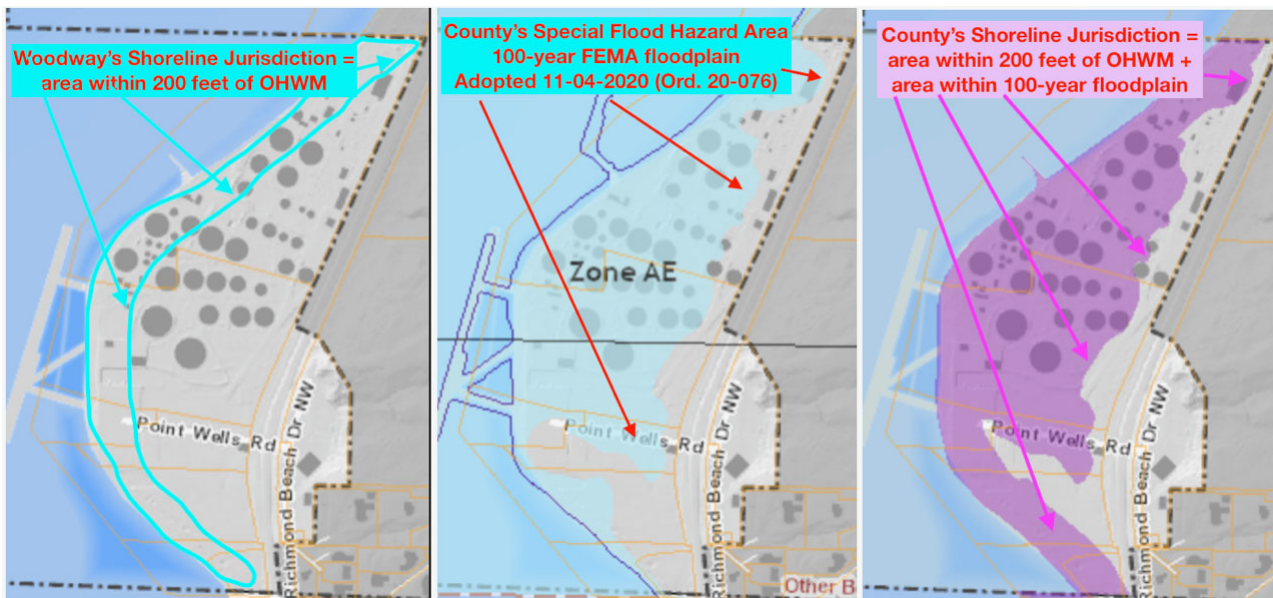 Woodway's Shoreline Jurisdiction =
area within 200 feet of OHWM
Point Wells Rd
Richmond Beach Dr NW
County's Special Flood Hazard Area
100-year FEMA floodplain
Adopted 11-04-2020 (Ord. 20-076)
Zone AE
Point Wells Rd
Richmond Beach Dr NW
Other B
County's Shoreline Jurisdiction =
area within 200 feet of OHWM +
area within 100-year floodplain
Point Wells Rd
Richmond Beach Dr NW